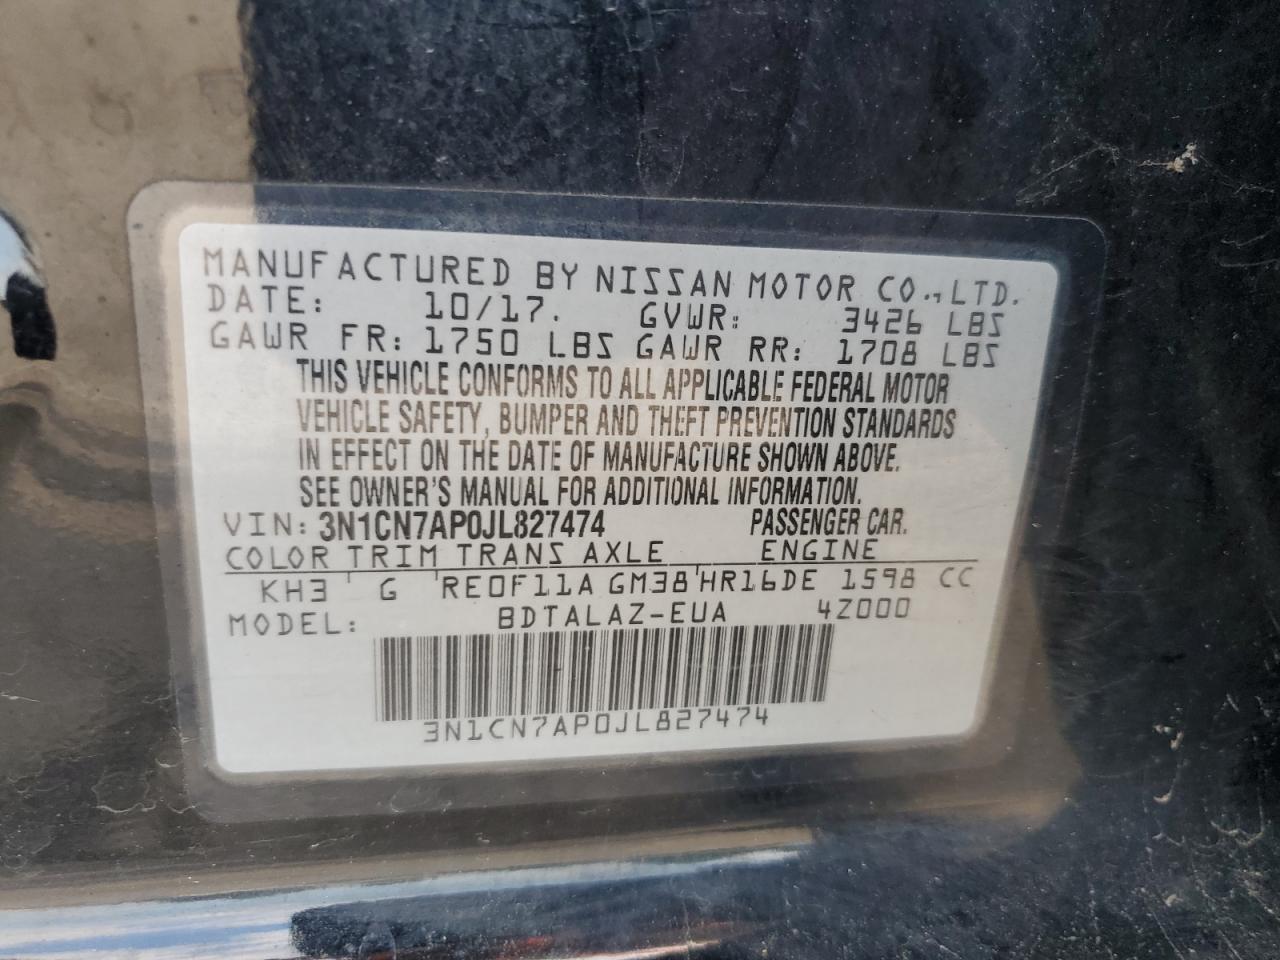 MANUFACTURED BY NISSAN MOTOR CO.,LTD.
DATE: 10/17. GVWR: 3426 LBS
GAWR FR: 1750 LBS GAWR RR: 1708 LBS
THIS VEHICLE CONFORMS TO ALL APPLICABLE FEDERAL MOTOR
VEHICLE SAFETY, BUMPER AND THEFT PREVENTION STANDARDS
IN EFFECT ON THE DATE OF MANUFACTURE SHOWN ABOVE.
SEE OWNER'S MANUAL FOR ADDITIONAL INFORMATION.
VIN: 3N1CN7AP0JL827474 PASSENGER CAR.
COLOR TRIM TRANS AXLE ENGINE
KH3 ' G ' RE0F11A GM38 ' HR16DE 1598 CC
MODEL: BDTALAZ-EUA 4Z000
3N1CN7AP0JL827474